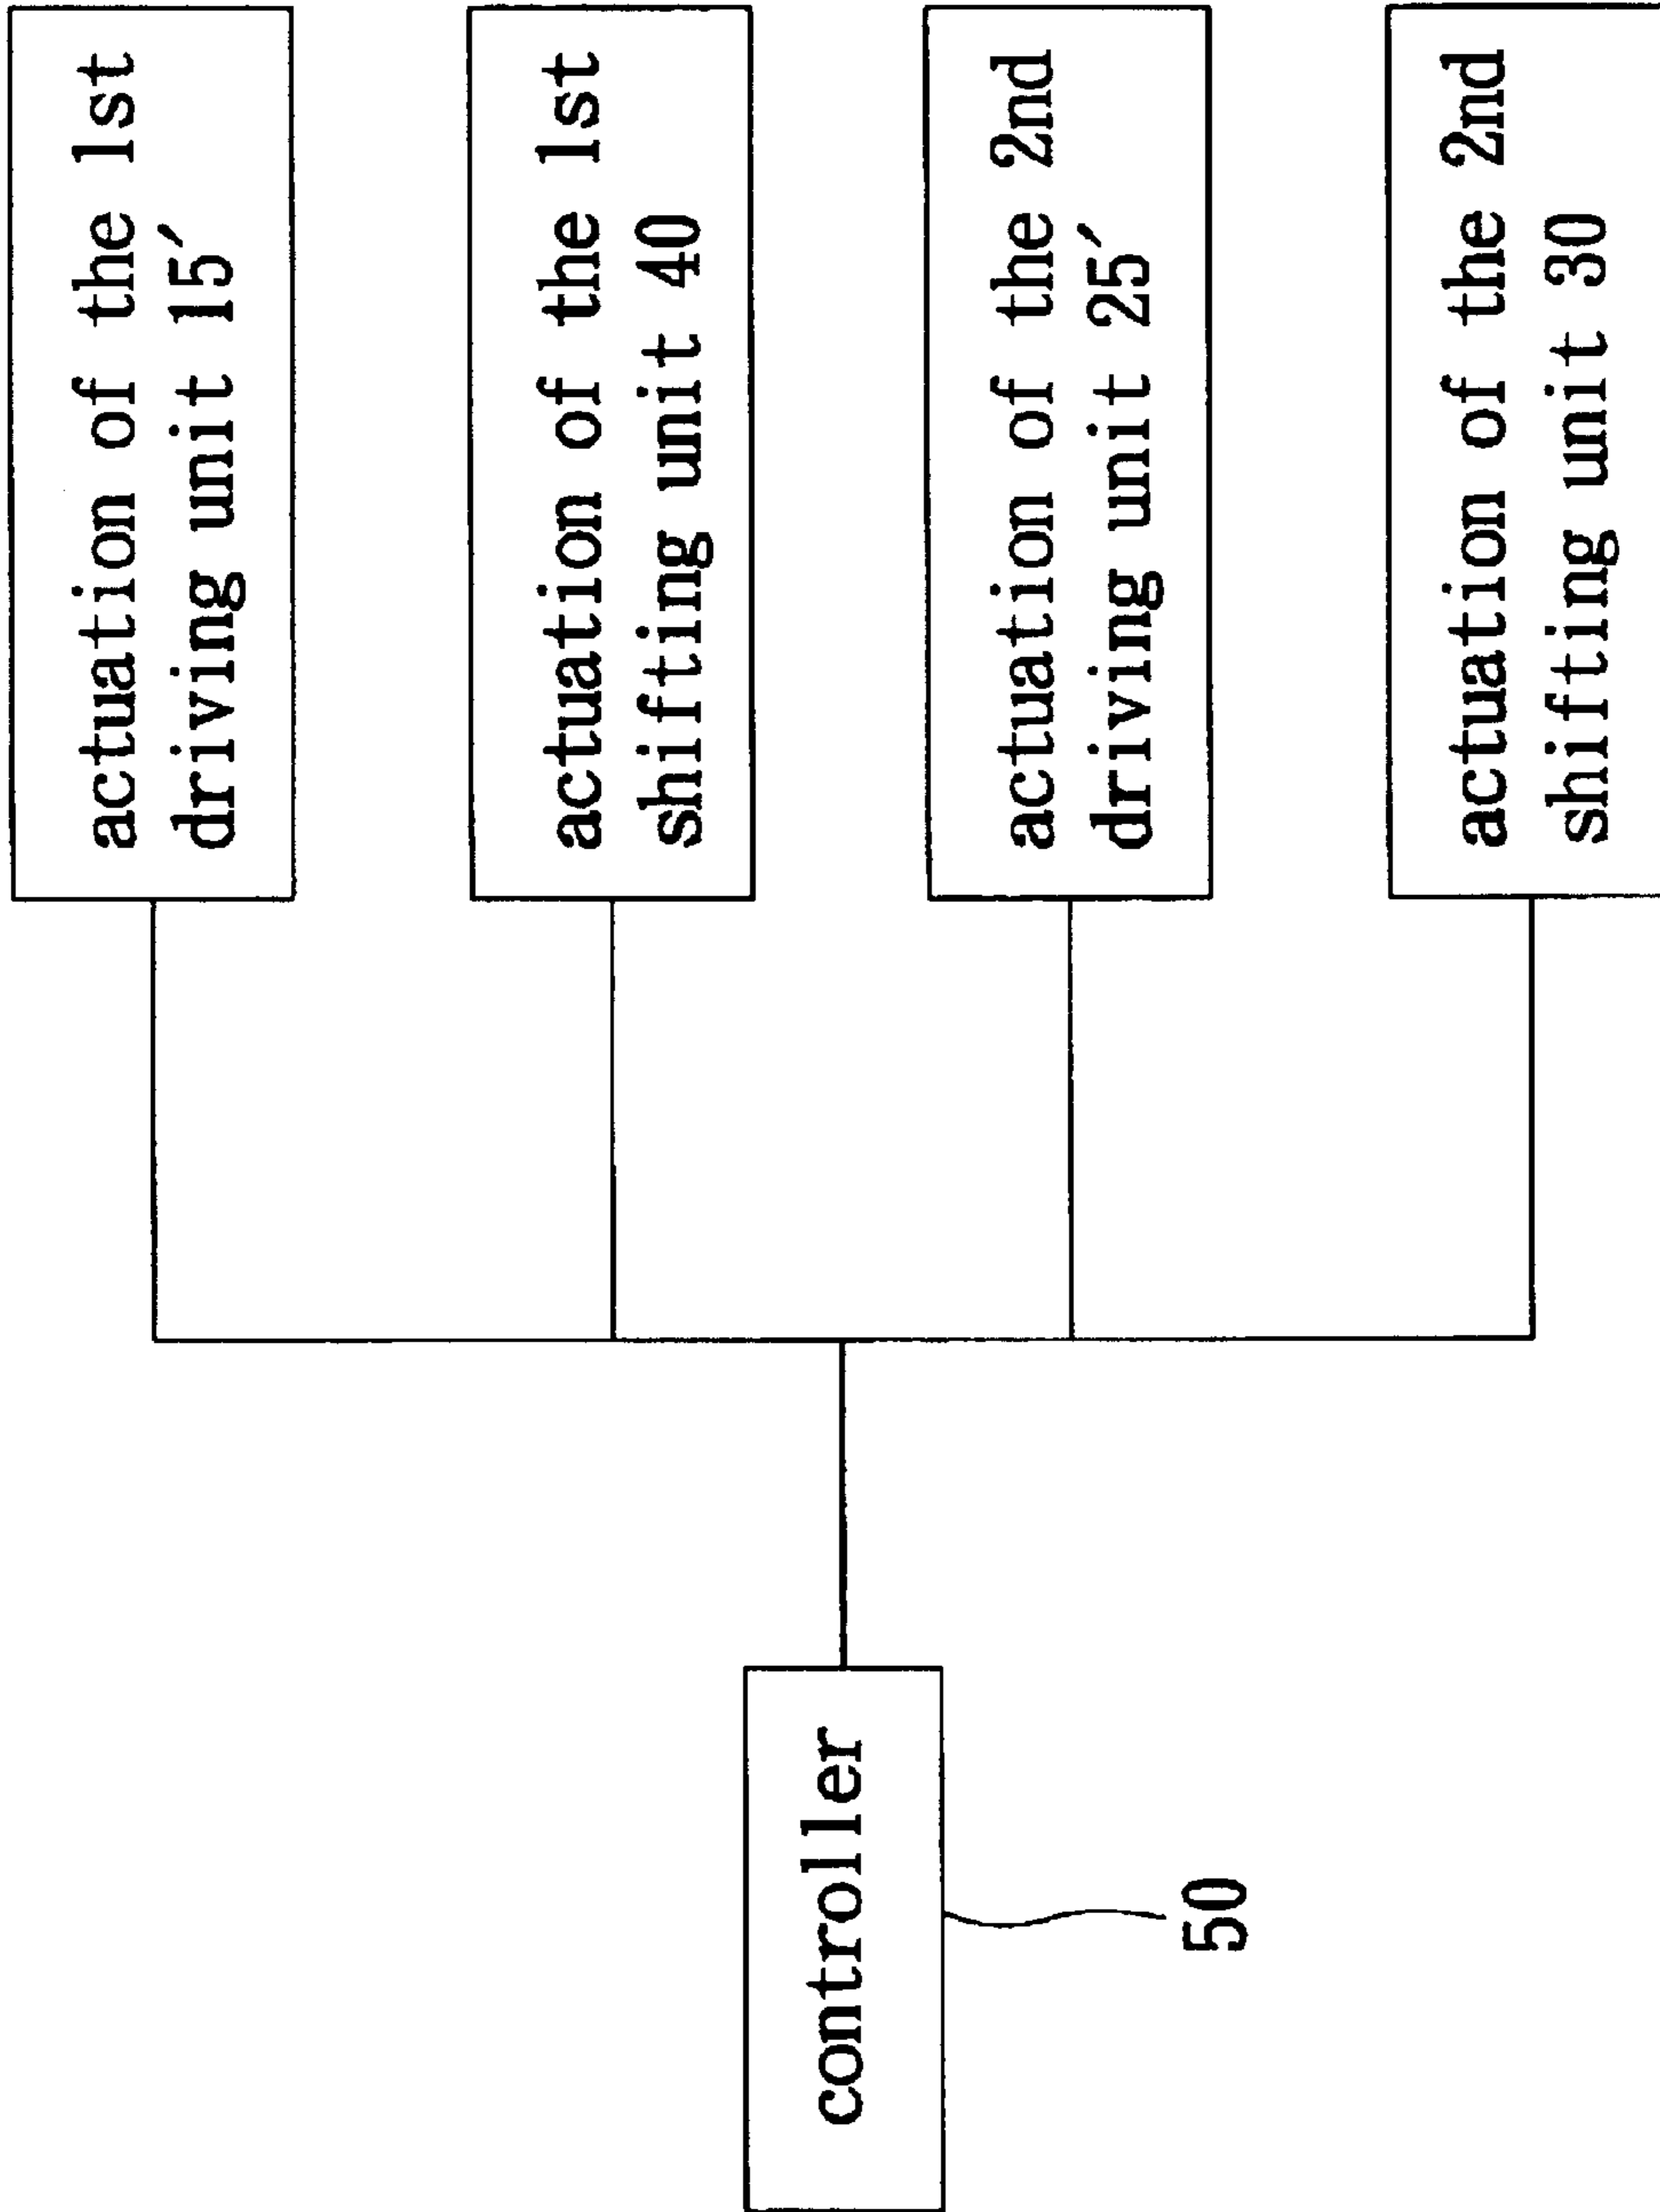 actuation of the 1st
driving unit 15′
actuation of the 1st
shifting unit 40
actuation of the 2nd
driving unit 25′
actuation of the 2nd
shifting unit 30
controller
50